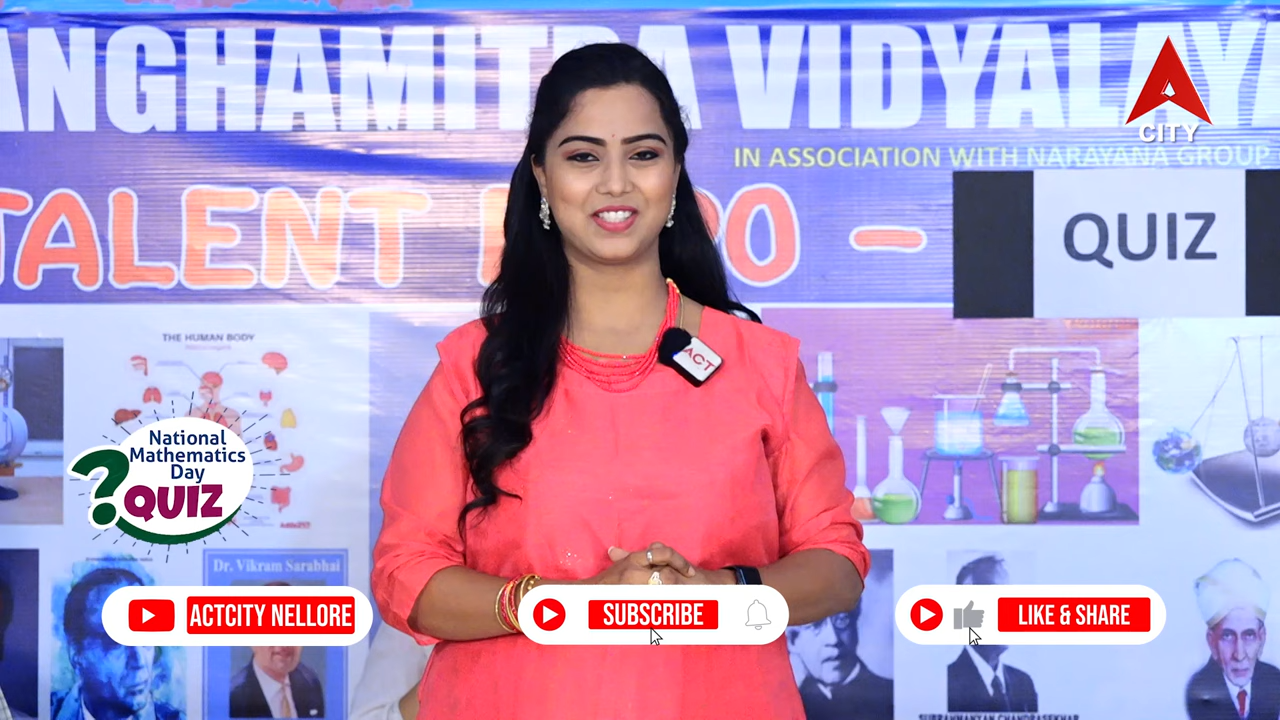 ANGHAMITRA VIDYALAYA
CITY
IN ASSOCIATION WITH NARAYANA GROUP
TALENT
QUIZ
THE HUMAN BODY
ACT
National
Mathematics
Day
?QUIZ
Dr. Vikram Sarabhai
ACTCITY NELLORE
SUBSCRIBE
LIKE & SHARE
SUBRAHMANYAN CHANDRASEKHAR